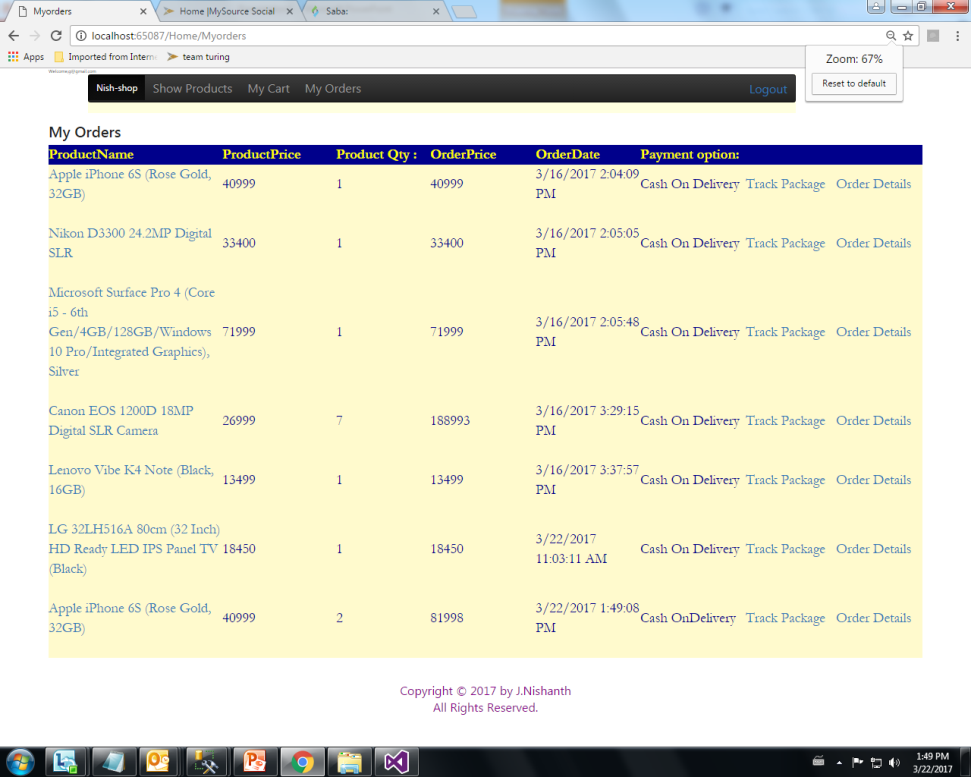 Myorders
Home |MySource Social
Saba:
localhost:65087/Home/Myorders
Apps
Imported from Intern
team turing
Zoom: 67%
Reset to default
Nish-shop Show Products My Cart My Orders Logout
My Orders
ProductName ProductPrice Product Qty : OrderPrice OrderDate Payment option:
Apple iPhone 6S (Rose Gold,
32GB)
40999 1 40999
3/16/2017 2:04:09
PM
Cash On Delivery Track Package Order Details
Nikon D3300 24.2MP Digital
SLR
33400 1 33400
3/16/2017 2:05:05
PM
Cash On Delivery Track Package Order Details
Microsoft Surface Pro 4 (Core
i5 - 6th
Gen/4GB/128GB/Windows
10 Pro/Integrated Graphics),
Silver
71999 1 71999
3/16/2017 2:05:48
PM
Cash On Delivery Track Package Order Details
Canon EOS 1200D 18MP
Digital SLR Camera
26999 7 188993
3/16/2017 3:29:15
PM
Cash On Delivery Track Package Order Details
Lenovo Vibe K4 Note (Black,
16GB)
13499 1 13499
3/16/2017 3:37:57
PM
Cash On Delivery Track Package Order Details
LG 32LH516A 80cm (32 Inch)
HD Ready LED IPS Panel TV
(Black)
18450 1 18450
3/22/2017
11:03:11 AM
Cash On Delivery Track Package Order Details
Apple iPhone 6S (Rose Gold,
32GB)
40999 2 81998
3/22/2017 1:49:08
PM
Cash OnDelivery Track Package Order Details
Copyright © 2017 by J.Nishanth
All Rights Reserved.
1:49 PM
3/22/2017